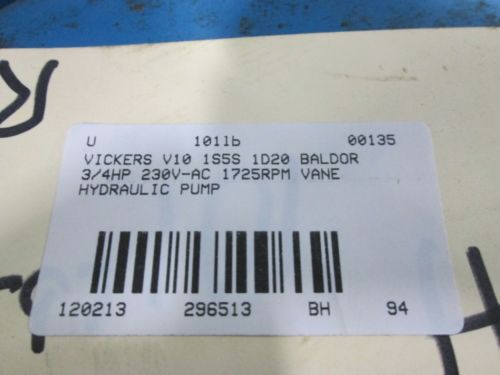 U 1011b 00135
VICKERS V10 1S5S 1D20 BALDOR
3/4HP 230V-AC 1725RPM VANE
HYDRAULIC PUMP
120213 296513 BH 94